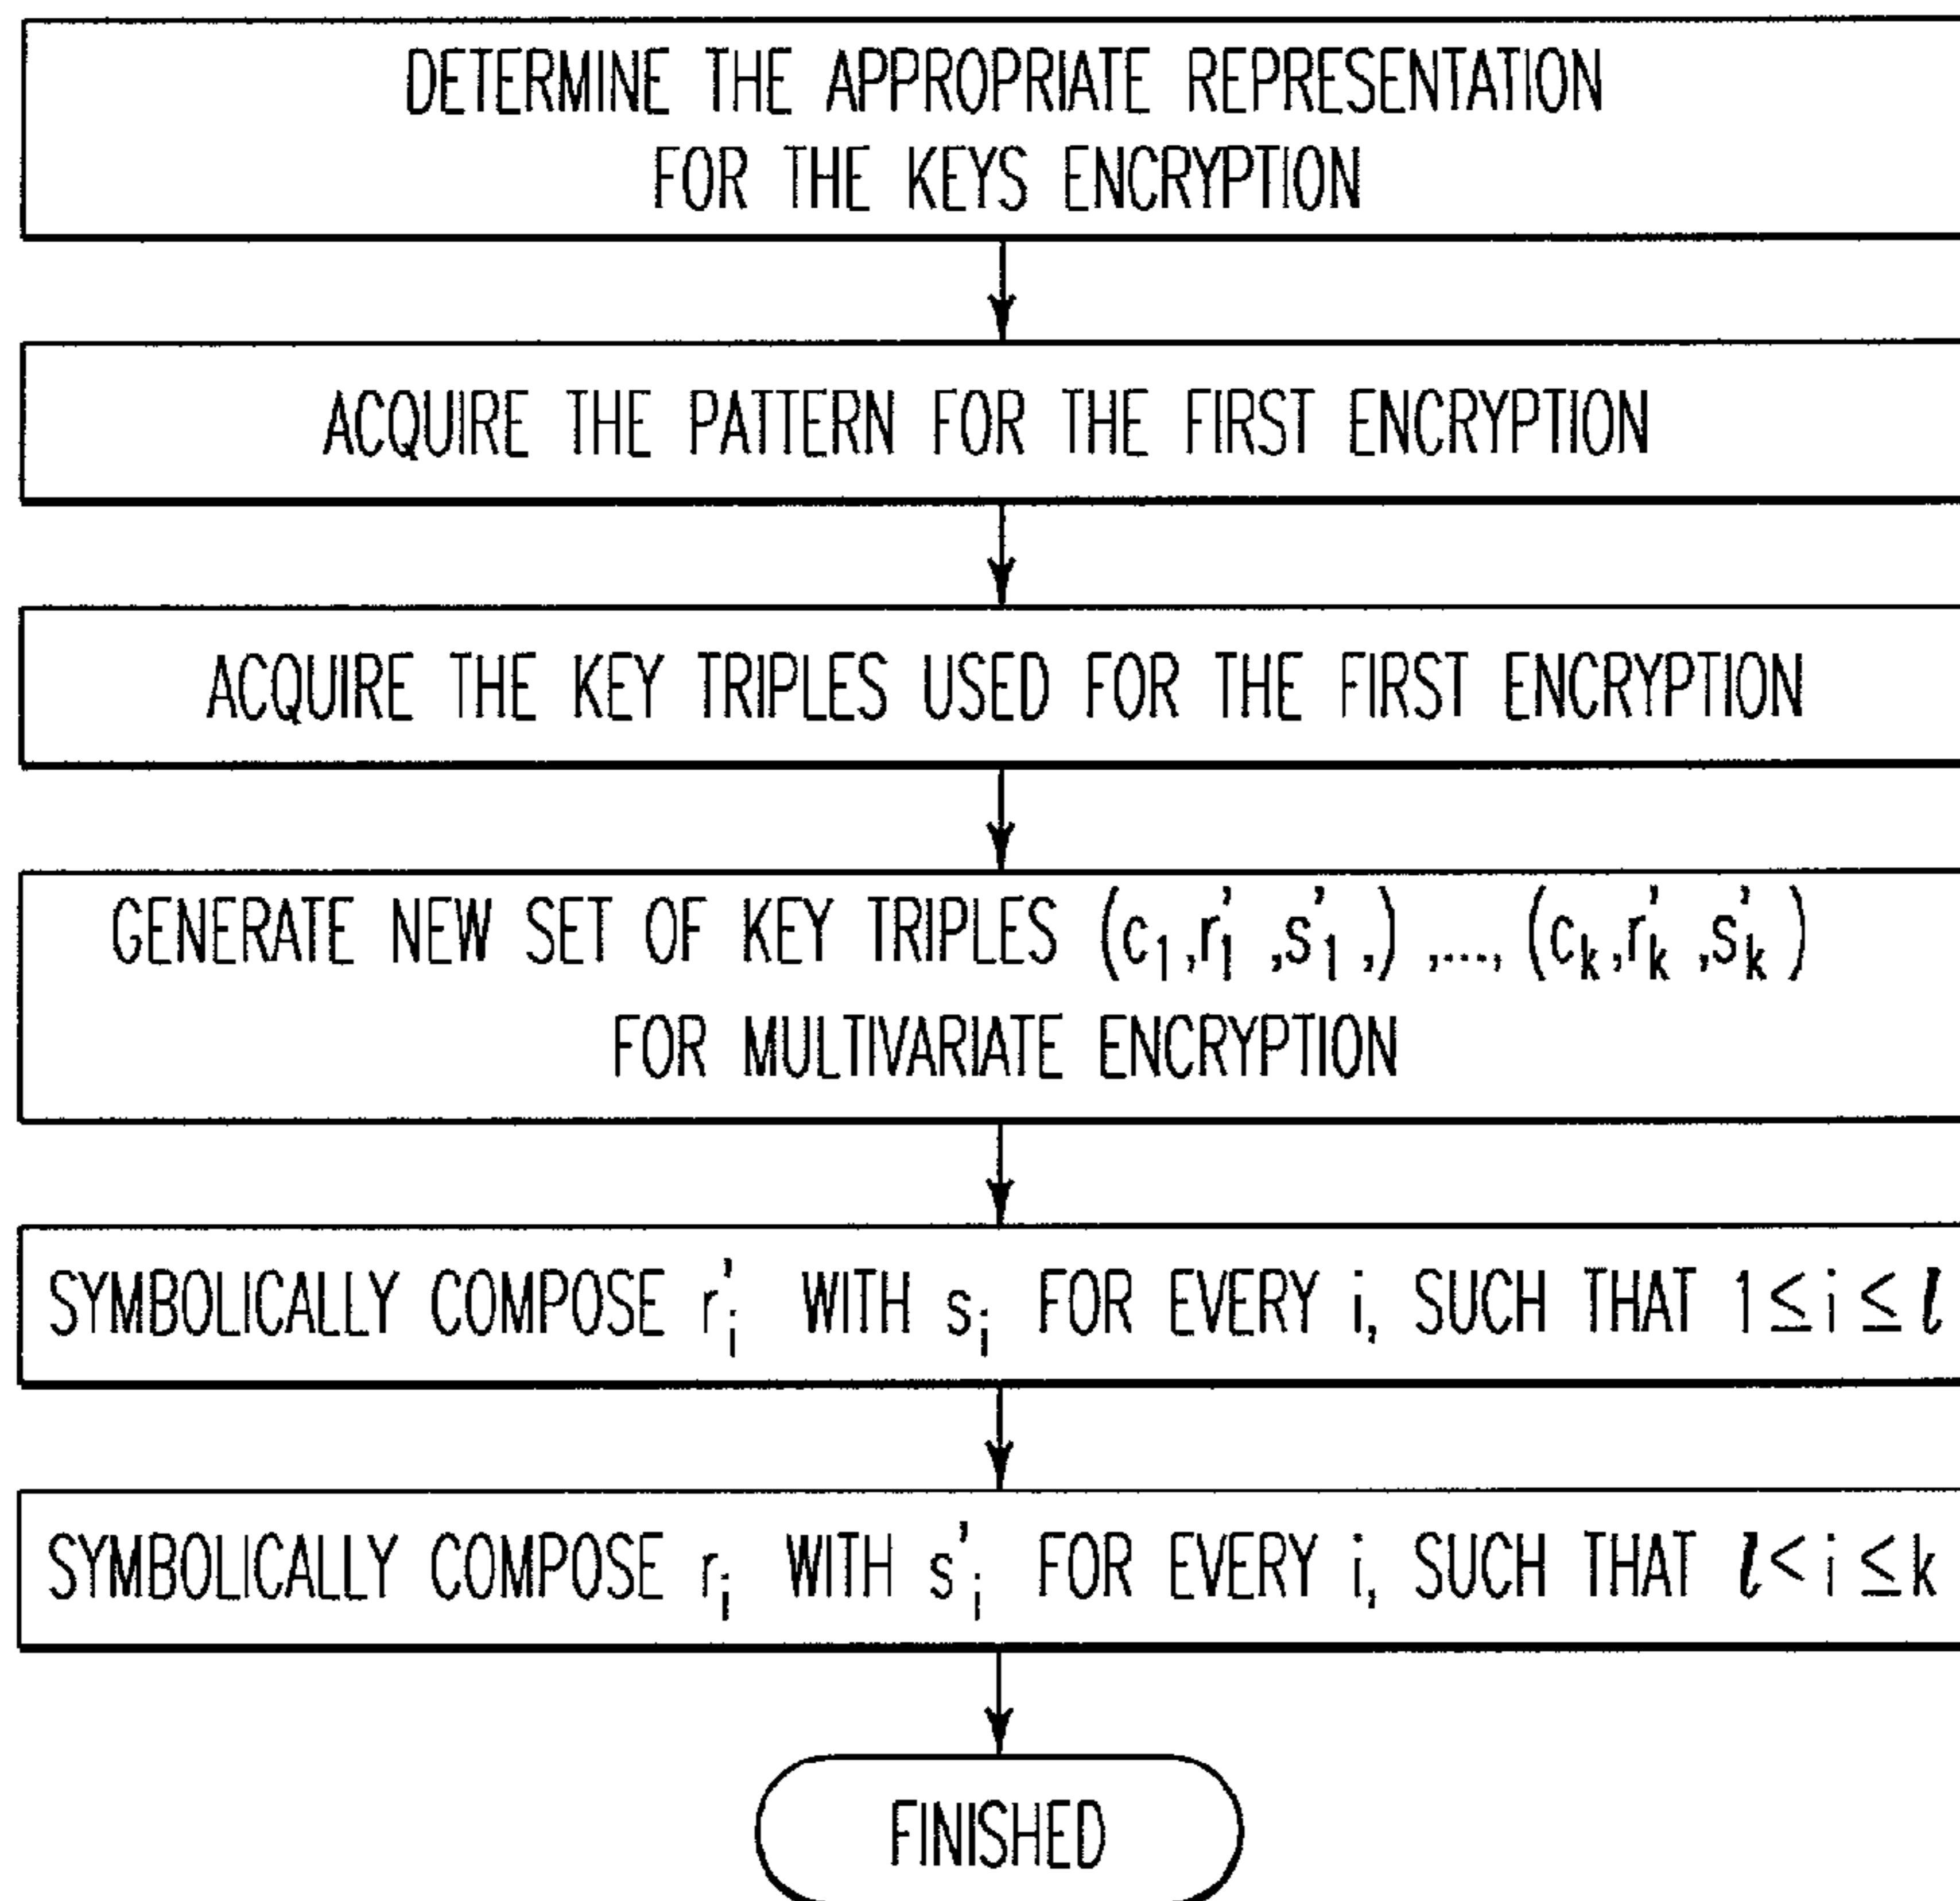 DETERMINE THE APPROPRIATE REPRESENTATION
FOR THE KEYS ENCRYPTION
ACQUIRE THE PATTERN FOR THE FIRST ENCRYPTION
ACQUIRE THE KEY TRIPLES USED FOR THE FIRST ENCRYPTION
GENERATE NEW SET OF KEY TRIPLES (c₁,r'₁,s'₁,) ,..., (cₖ,r'ₖ,s'ₖ)
FOR MULTIVARIATE ENCRYPTION
SYMBOLICALLY COMPOSE r'ᵢ WITH sᵢ FOR EVERY i, SUCH THAT 1≤i≤l
SYMBOLICALLY COMPOSE rᵢ WITH s'ᵢ FOR EVERY i, SUCH THAT l<i≤k
FINISHED